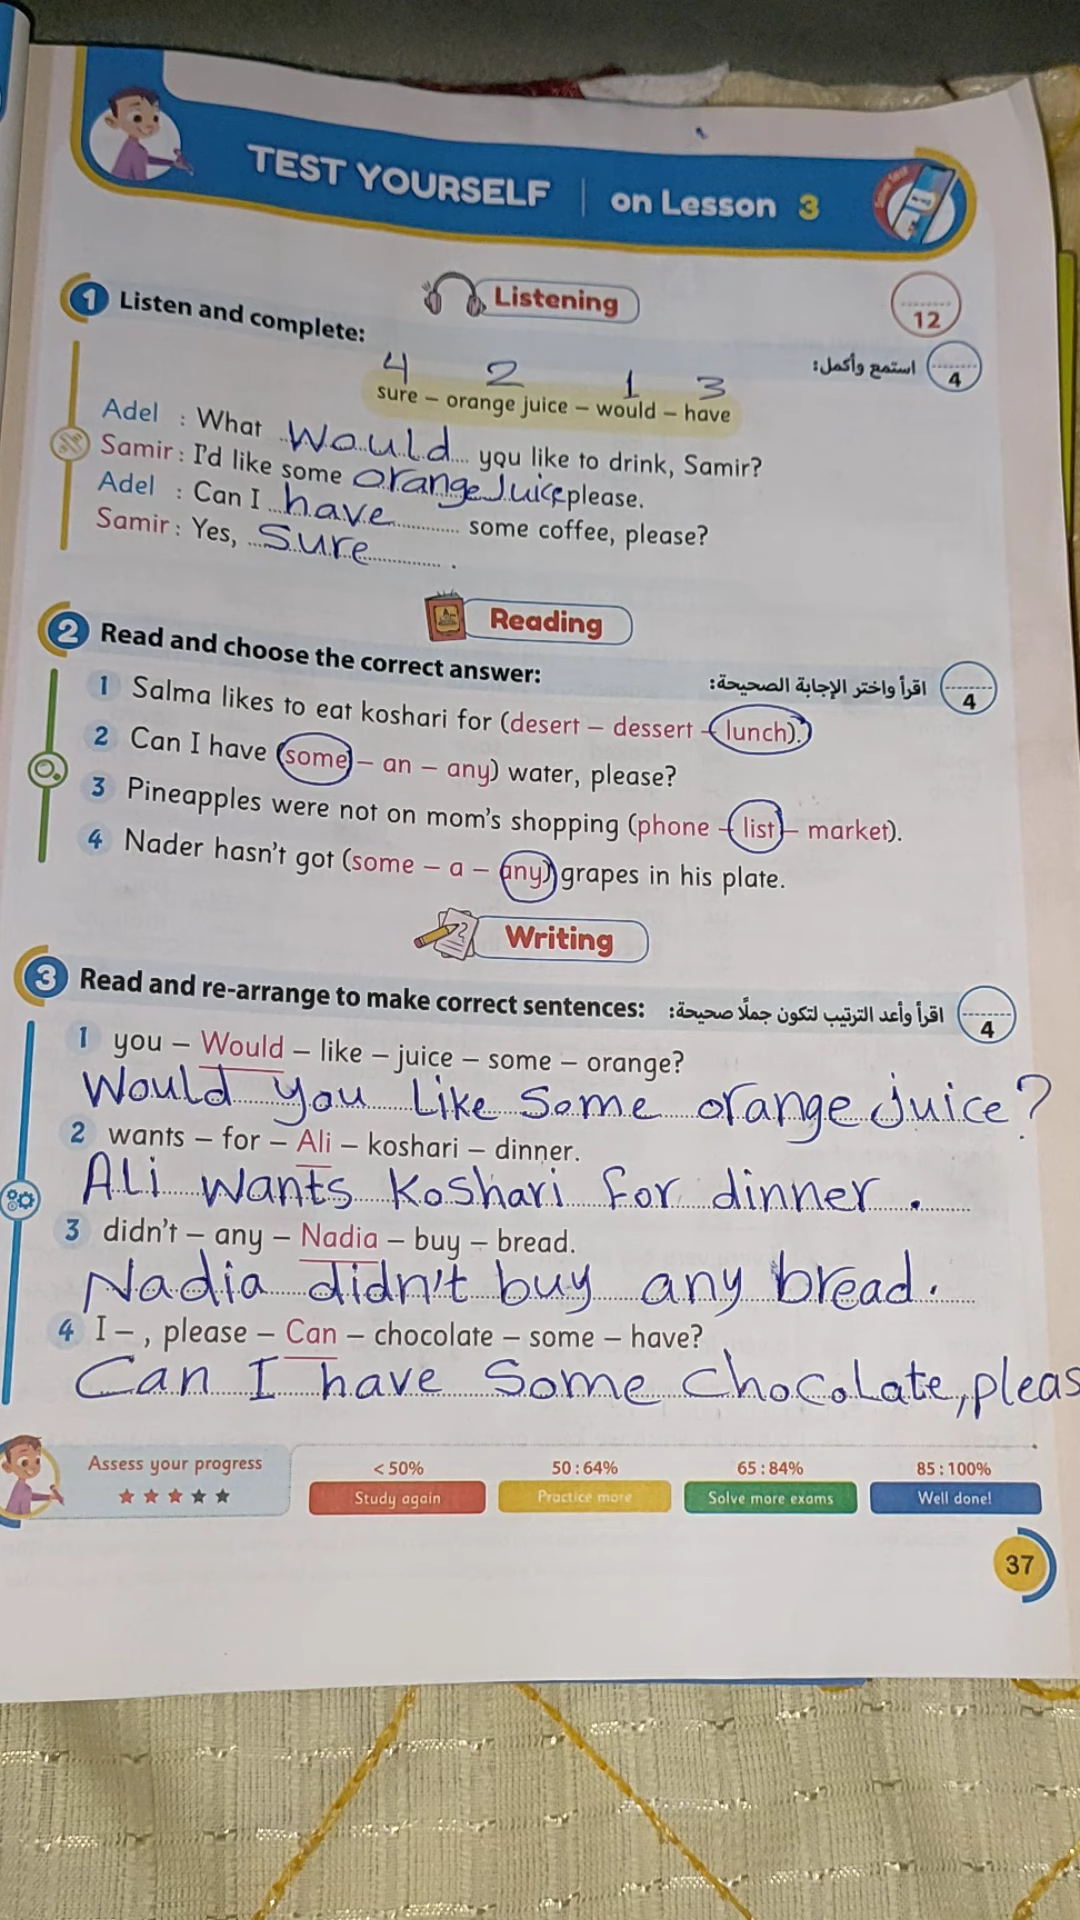 TEST YOURSELF | on Lesson 3
Listening
12
1 Listen and complete:
استمع وأكمل:
4
4 2 1 3
sure – orange juice – would – have
Adel : What Would you like to drink, Samir?
Samir : I'd like some orange Juice please.
Adel : Can I have some coffee, please?
Samir : Yes, Sure .
Reading
2 Read and choose the correct answer:
اقرأ واختر الإجابة الصحيحة:
4
1 Salma likes to eat koshari for (desert – dessert – lunch).
2 Can I have (some – an – any) water, please?
3 Pineapples were not on mom's shopping (phone – list – market).
4 Nader hasn't got (some – a – any) grapes in his plate.
Writing
3 Read and re-arrange to make correct sentences:
اقرأ وأعد الترتيب لتكون جملًا صحيحة:
4
1 you – Would – like – juice – some – orange?
Would you Like Some orange juice?
2 wants – for – Ali – koshari – dinner.
ALi wants Koshari for dinner.
3 didn't – any – Nadia – buy – bread.
Nadia didn't buy any bread.
4 I – , please – Can – chocolate – some – have?
Can I have Some chocoLate, pleas
Assess your progress
< 50% 50 : 64% 65 : 84% 85 : 100%
Study again Practice more Solve more exams Well done!
37